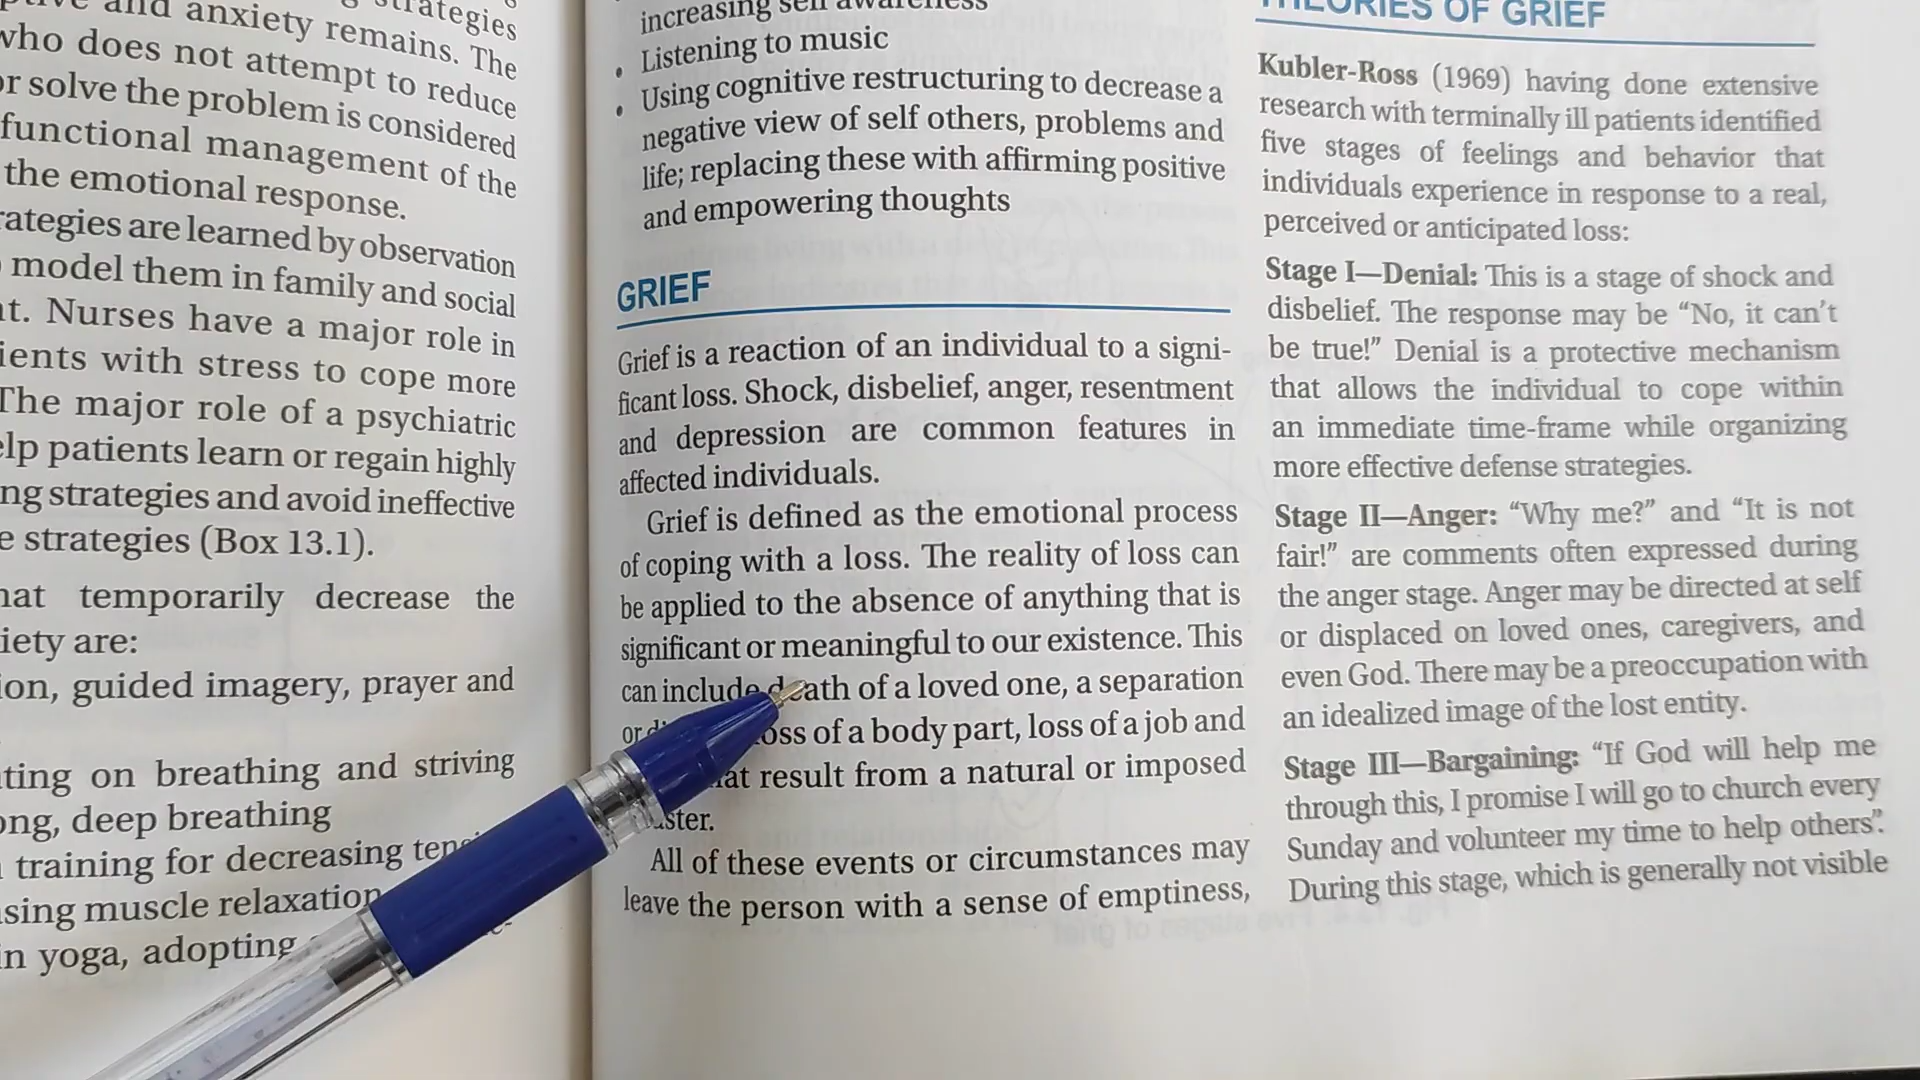 strategies
and anxiety remains. The
who does not attempt to reduce
or solve the problem is considered
functional management of the
the emotional response.
are learned by observation
model them in family and social
Nurses have a major role in
with stress to cope more
The major role of a psychiatric
patients learn or regain highly
strategies and avoid ineffective
strategies (Box 13.1).
temporarily decrease the
are:
guided imagery, prayer and
on breathing and striving
deep breathing
training for decreasing
muscle relaxation
in yoga, adopting
increasing self awareness
• Listening to music
• Using cognitive restructuring to decrease a
negative view of self others, problems and
life; replacing these with affirming positive
and empowering thoughts
GRIEF
Grief is a reaction of an individual to a signi-
ficant loss. Shock, disbelief, anger, resentment
and depression are common features in
affected individuals.
Grief is defined as the emotional process
of coping with a loss. The reality of loss can
be applied to the absence of anything that is
significant or meaningful to our existence. This
can include death of a loved one, a separation
or of a body part, loss of a job and
result from a natural or imposed
All of these events or circumstances may
leave the person with a sense of emptiness,
THEORIES OF GRIEF
Kubler-Ross (1969) having done extensive
research with terminally ill patients identified
five stages of feelings and behavior that
individuals experience in response to a real,
perceived or anticipated loss:
Stage I—Denial: This is a stage of shock and
disbelief. The response may be “No, it can’t
be true!” Denial is a protective mechanism
that allows the individual to cope within
an immediate time-frame while organizing
more effective defense strategies.
Stage II—Anger: “Why me?” and “It is not
fair!” are comments often expressed during
the anger stage. Anger may be directed at self
or displaced on loved ones, caregivers, and
even God. There may be a preoccupation with
an idealized image of the lost entity.
Stage III—Bargaining: “If God will help me
through this, I promise I will go to church every
Sunday and volunteer my time to help others”.
During this stage, which is generally not visible